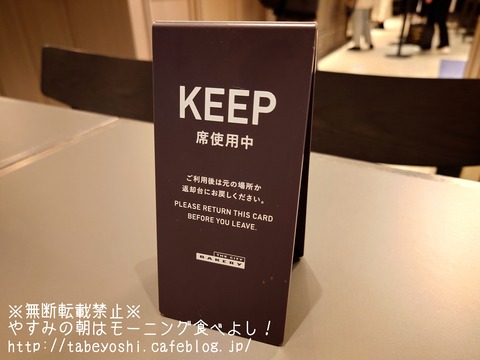 KEEP
席使用中
ご利用後は元の場所か
返却台にお戻しください。
PLEASE RETURN THIS CARD
BEFORE YOU LEAVE.
THE CITY
BAKERY
※無断転載禁止※
やすみの朝はモーニング食べよし！
http://tabeyoshi.cafeblog.jp/